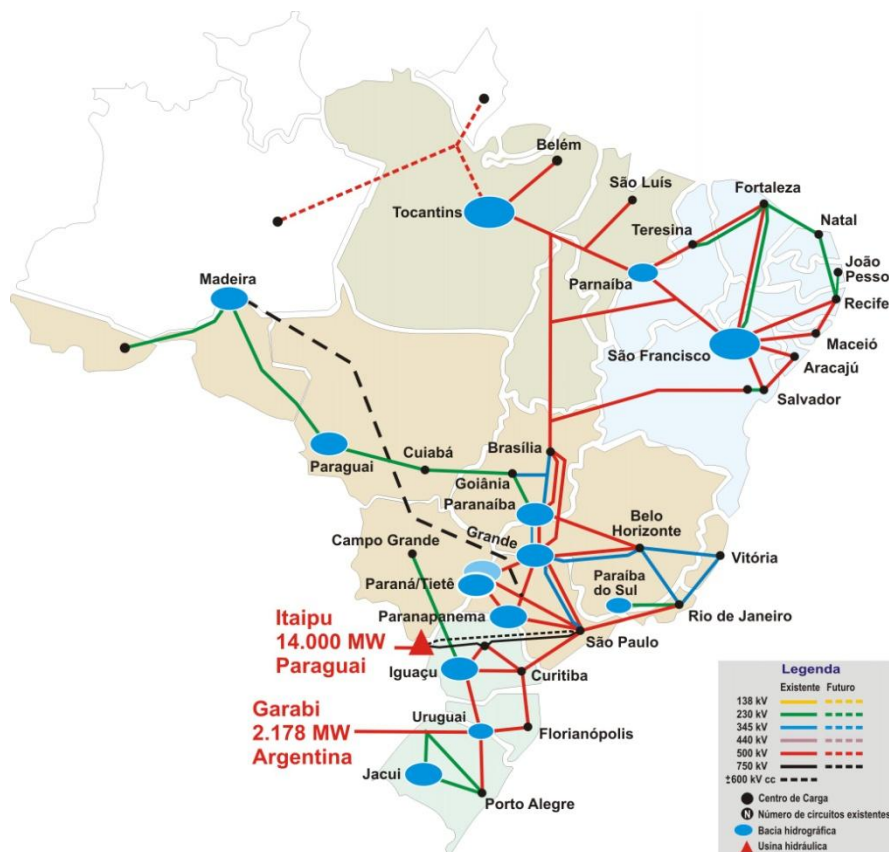 Belém
São Luís
Fortaleza
Tocantins
Teresina
Natal
João
Pesso
Madeira
Parnaíba
Recife
São Francisco
Maceió
Aracajú
Salvador
Brasília
Cuiabá
Paraguai
Goiânia
Paranaíba
Belo
Horizonte
Grande
Campo Grande
Vitória
Paraíba
do Sul
Paraná/Tietê
Rio de Janeiro
Paranapanema
São Paulo
Itaipu
14.000 MW
Paraguai
Iguaçu
Curitiba
Garabi
2.178 MW
Argentina
Uruguai
Florianópolis
Jacui
Porto Alegre
Legenda
Existente Futuro
138 kV
230 kV
345 kV
440 kV
500 kV
750 kV
±600 kV cc
Centro de Carga
N Número de circuitos existentes
Bacia hidrográfica
Usina hidráulica